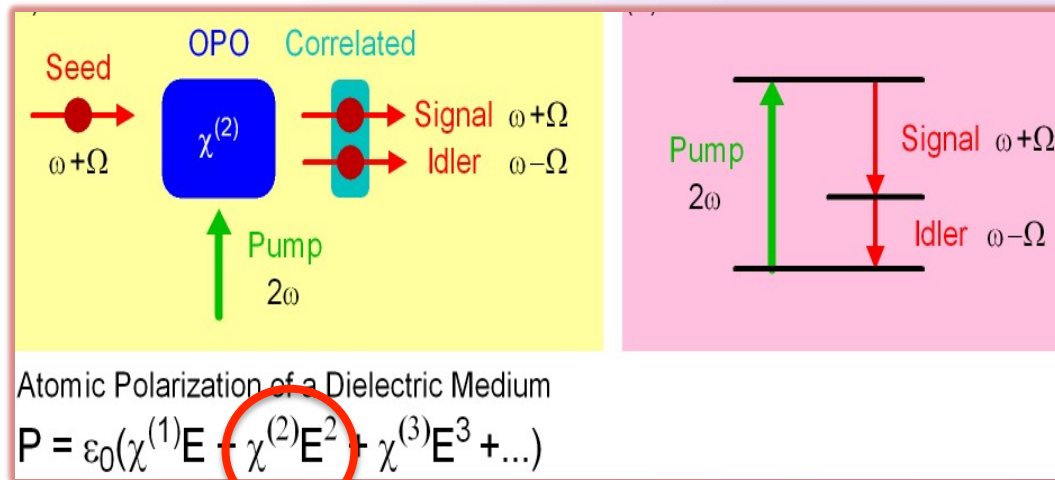 OPO Correlated
Seed
ω+Ω
χ(2)
Signal ω+Ω
Idler ω−Ω
Pump
2ω
Pump
2ω
Signal ω+Ω
Idler ω−Ω
Atomic Polarization of a Dielectric Medium
P = ε₀(χ⁽¹⁾E + χ⁽²⁾E² + χ⁽³⁾E³ +...)